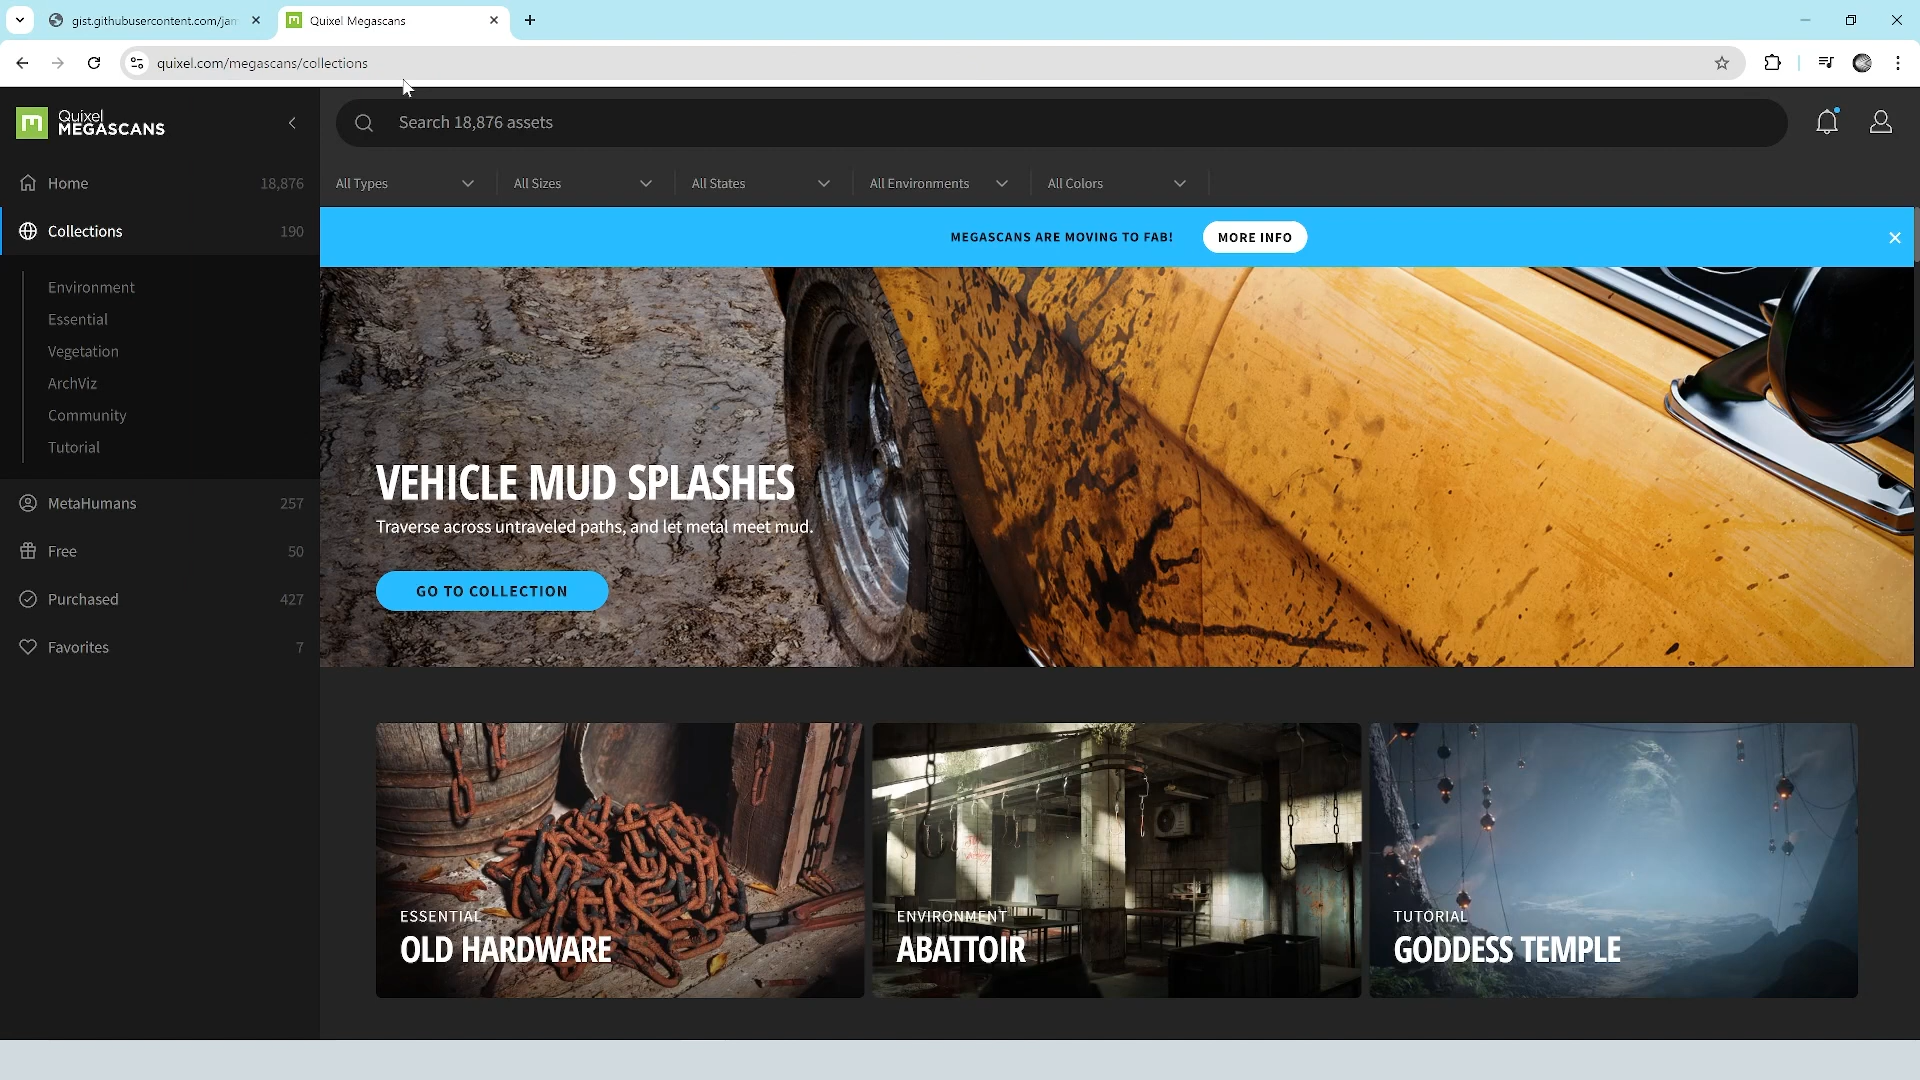 gist.githubusercontent.com/jan
Quixel Megascans
quixel.com/megascans/collections
Quixel
MEGASCANS
Search 18,876 assets
Home 18,876
All Types
All Sizes
All States
All Environments
All Colors
Collections 190
MEGASCANS ARE MOVING TO FAB!
MORE INFO
Environment
Essential
Vegetation
ArchViz
Community
Tutorial
MetaHumans 257
Free 50
Purchased 427
Favorites 7
VEHICLE MUD SPLASHES
Traverse across untraveled paths, and let metal meet mud.
GO TO COLLECTION
ESSENTIAL
OLD HARDWARE
ENVIRONMENT
ABATTOIR
TUTORIAL
GODDESS TEMPLE